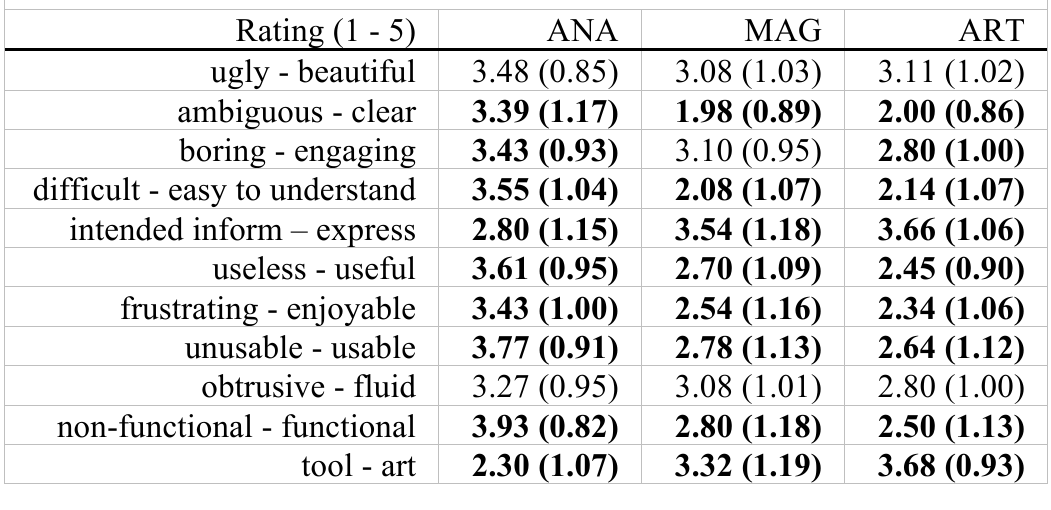 Rating (1 - 5) ANA MAG ART
ugly - beautiful 3.48 (0.85) 3.08 (1.03) 3.11 (1.02)
ambiguous - clear 3.39 (1.17) 1.98 (0.89) 2.00 (0.86)
boring - engaging 3.43 (0.93) 3.10 (0.95) 2.80 (1.00)
difficult - easy to understand 3.55 (1.04) 2.08 (1.07) 2.14 (1.07)
intended inform – express 2.80 (1.15) 3.54 (1.18) 3.66 (1.06)
useless - useful 3.61 (0.95) 2.70 (1.09) 2.45 (0.90)
frustrating - enjoyable 3.43 (1.00) 2.54 (1.16) 2.34 (1.06)
unusable - usable 3.77 (0.91) 2.78 (1.13) 2.64 (1.12)
obtrusive - fluid 3.27 (0.95) 3.08 (1.01) 2.80 (1.00)
non-functional - functional 3.93 (0.82) 2.80 (1.18) 2.50 (1.13)
tool - art 2.30 (1.07) 3.32 (1.19) 3.68 (0.93)